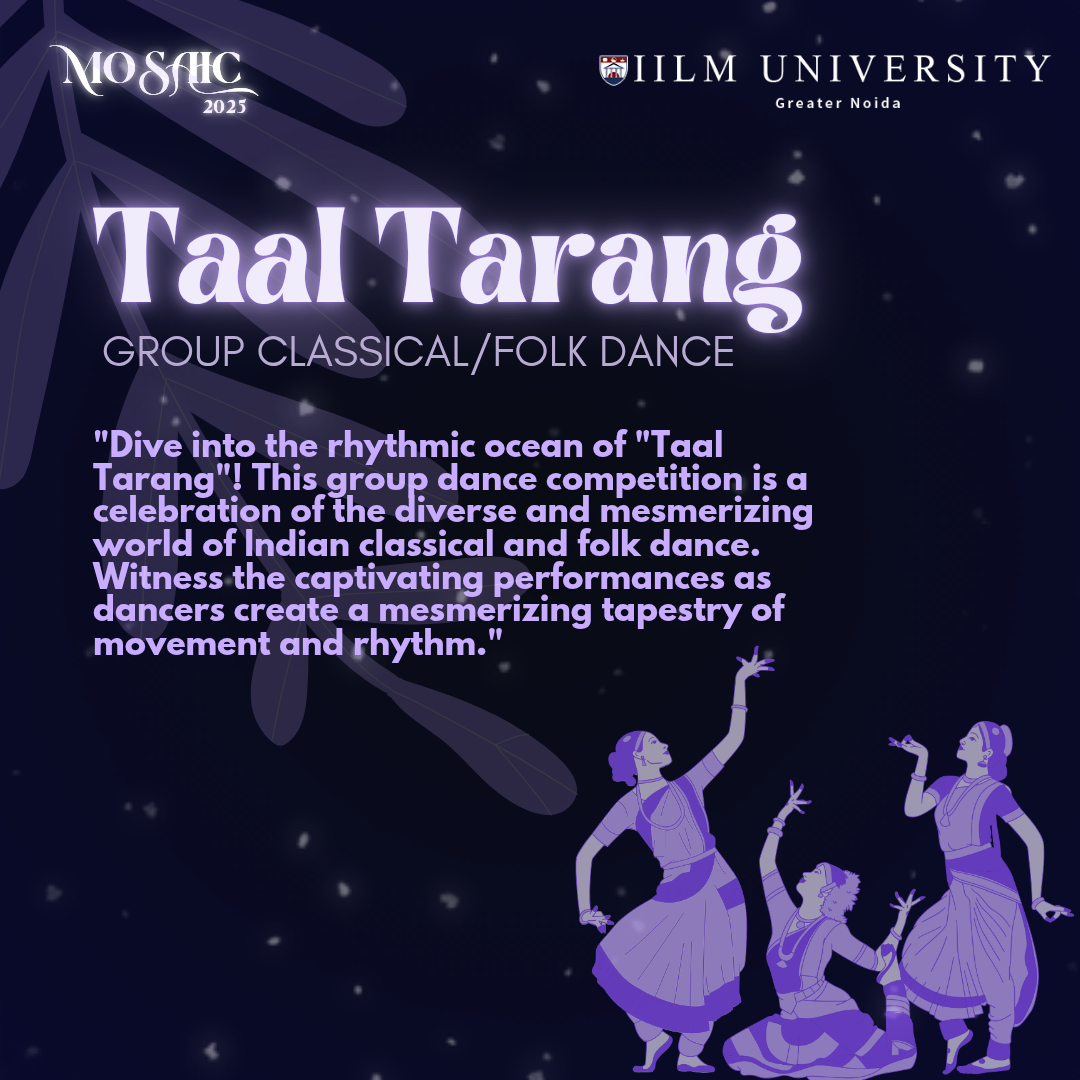 MOSAIC
2025
IILM UNIVERSITY
Greater Noida
Taal Tarang
GROUP CLASSICAL/FOLK DANCE
"Dive into the rhythmic ocean of "Taal
Tarang"! This group dance competition is a
celebration of the diverse and mesmerizing
world of Indian classical and folk dance.
Witness the captivating performances as
dancers create a mesmerizing tapestry of
movement and rhythm."